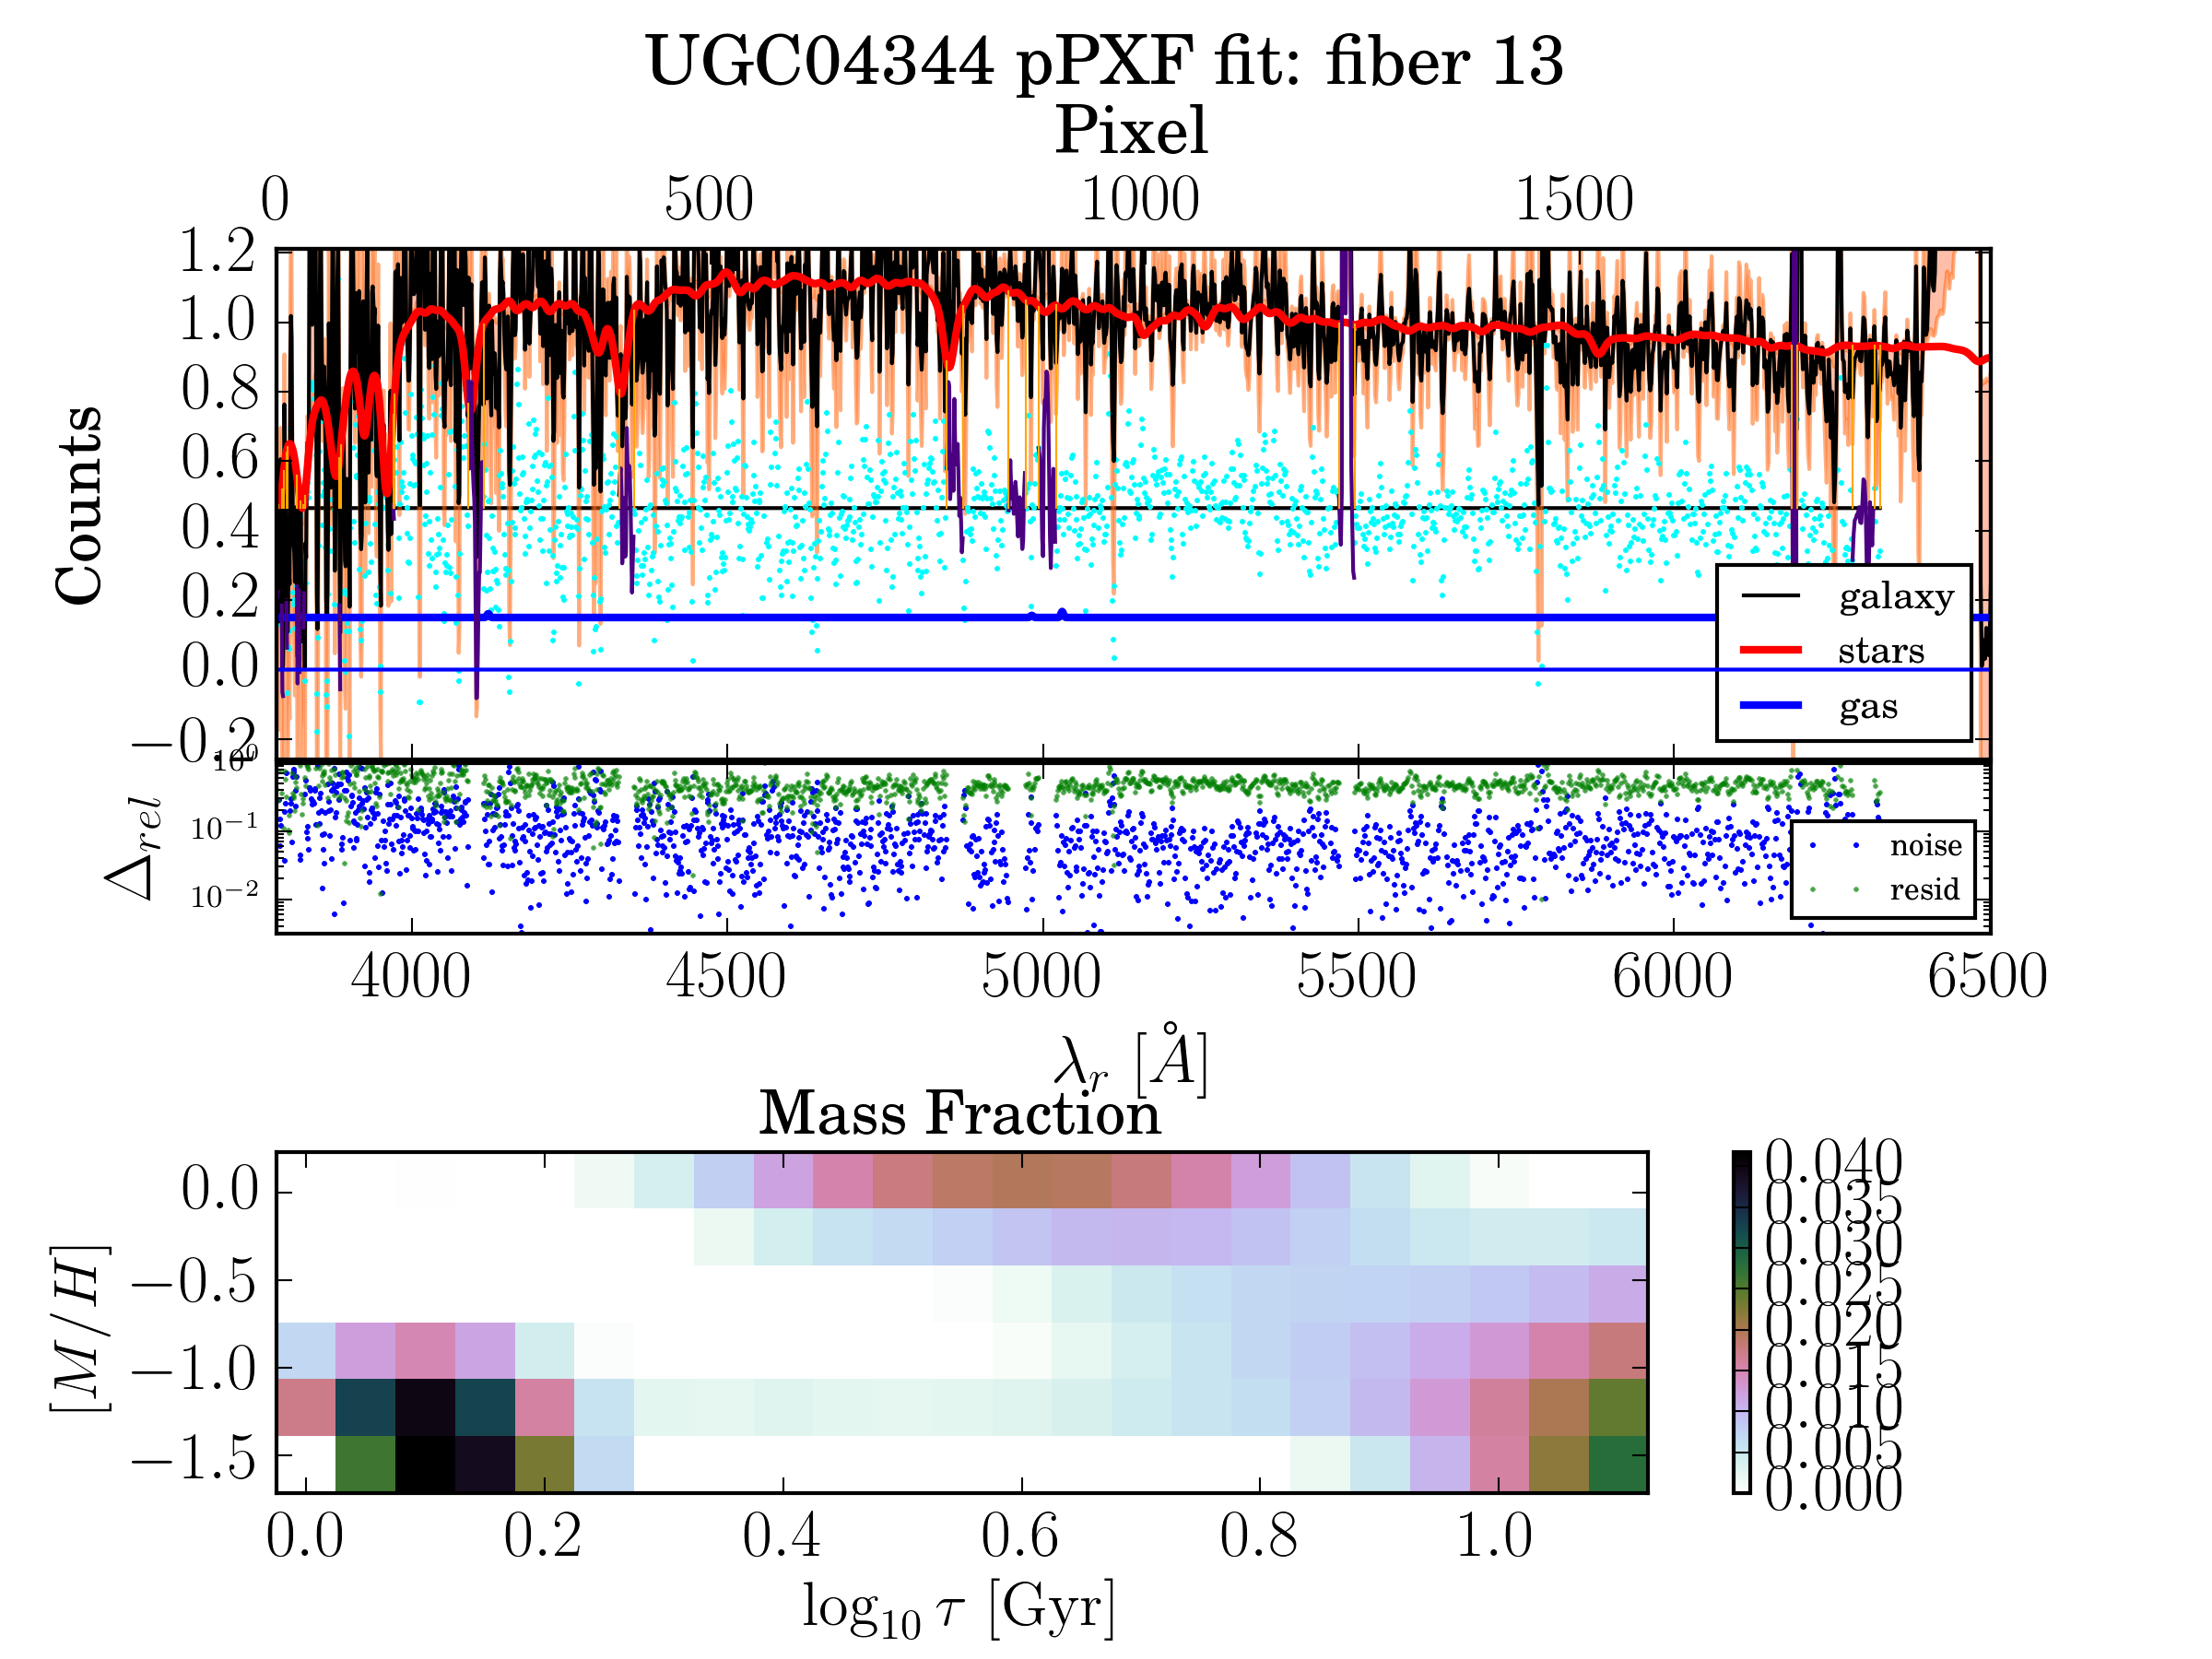 UGC04344 pPXF fit: fiber 13
Pixel
0 500 1000 1500
1.2
1.0
0.8
0.6
0.4
0.2
0.0
−0.2
Counts
galaxy
stars
gas
10⁰
10⁻¹
10⁻²
Δrel
noise
resid
4000 4500 5000 5500 6000 6500
λr [Å]
Mass Fraction
0.0
−0.5
−1.0
−1.5
[M/H]
0.0 0.2 0.4 0.6 0.8 1.0
log₁₀ τ [Gyr]
0.040
0.035
0.030
0.025
0.020
0.015
0.010
0.005
0.000